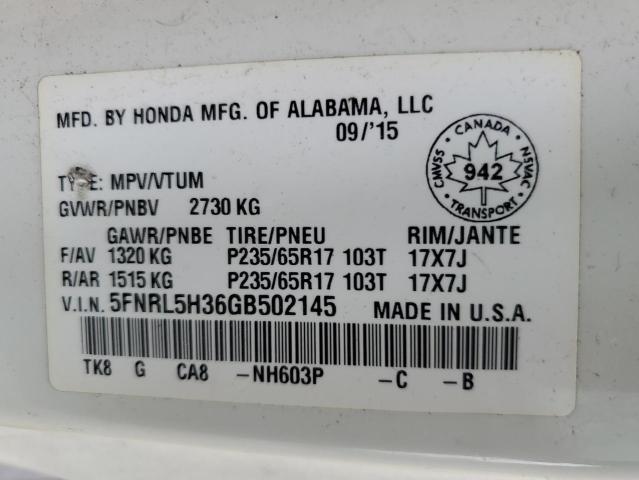 MFD. BY HONDA MFG. OF ALABAMA, LLC
09/'15
CANADA
CMVSS 942 NSVAC
TRANSPORT
TYPE: MPV/VTUM
GVWR/PNBV 2730 KG
GAWR/PNBE TIRE/PNEU RIM/JANTE
F/AV 1320 KG P235/65R17 103T 17X7J
R/AR 1515 KG P235/65R17 103T 17X7J
V.I.N. 5FNRL5H36GB502145 MADE IN U.S.A.
TK8 G CA8 -NH603P -C -B